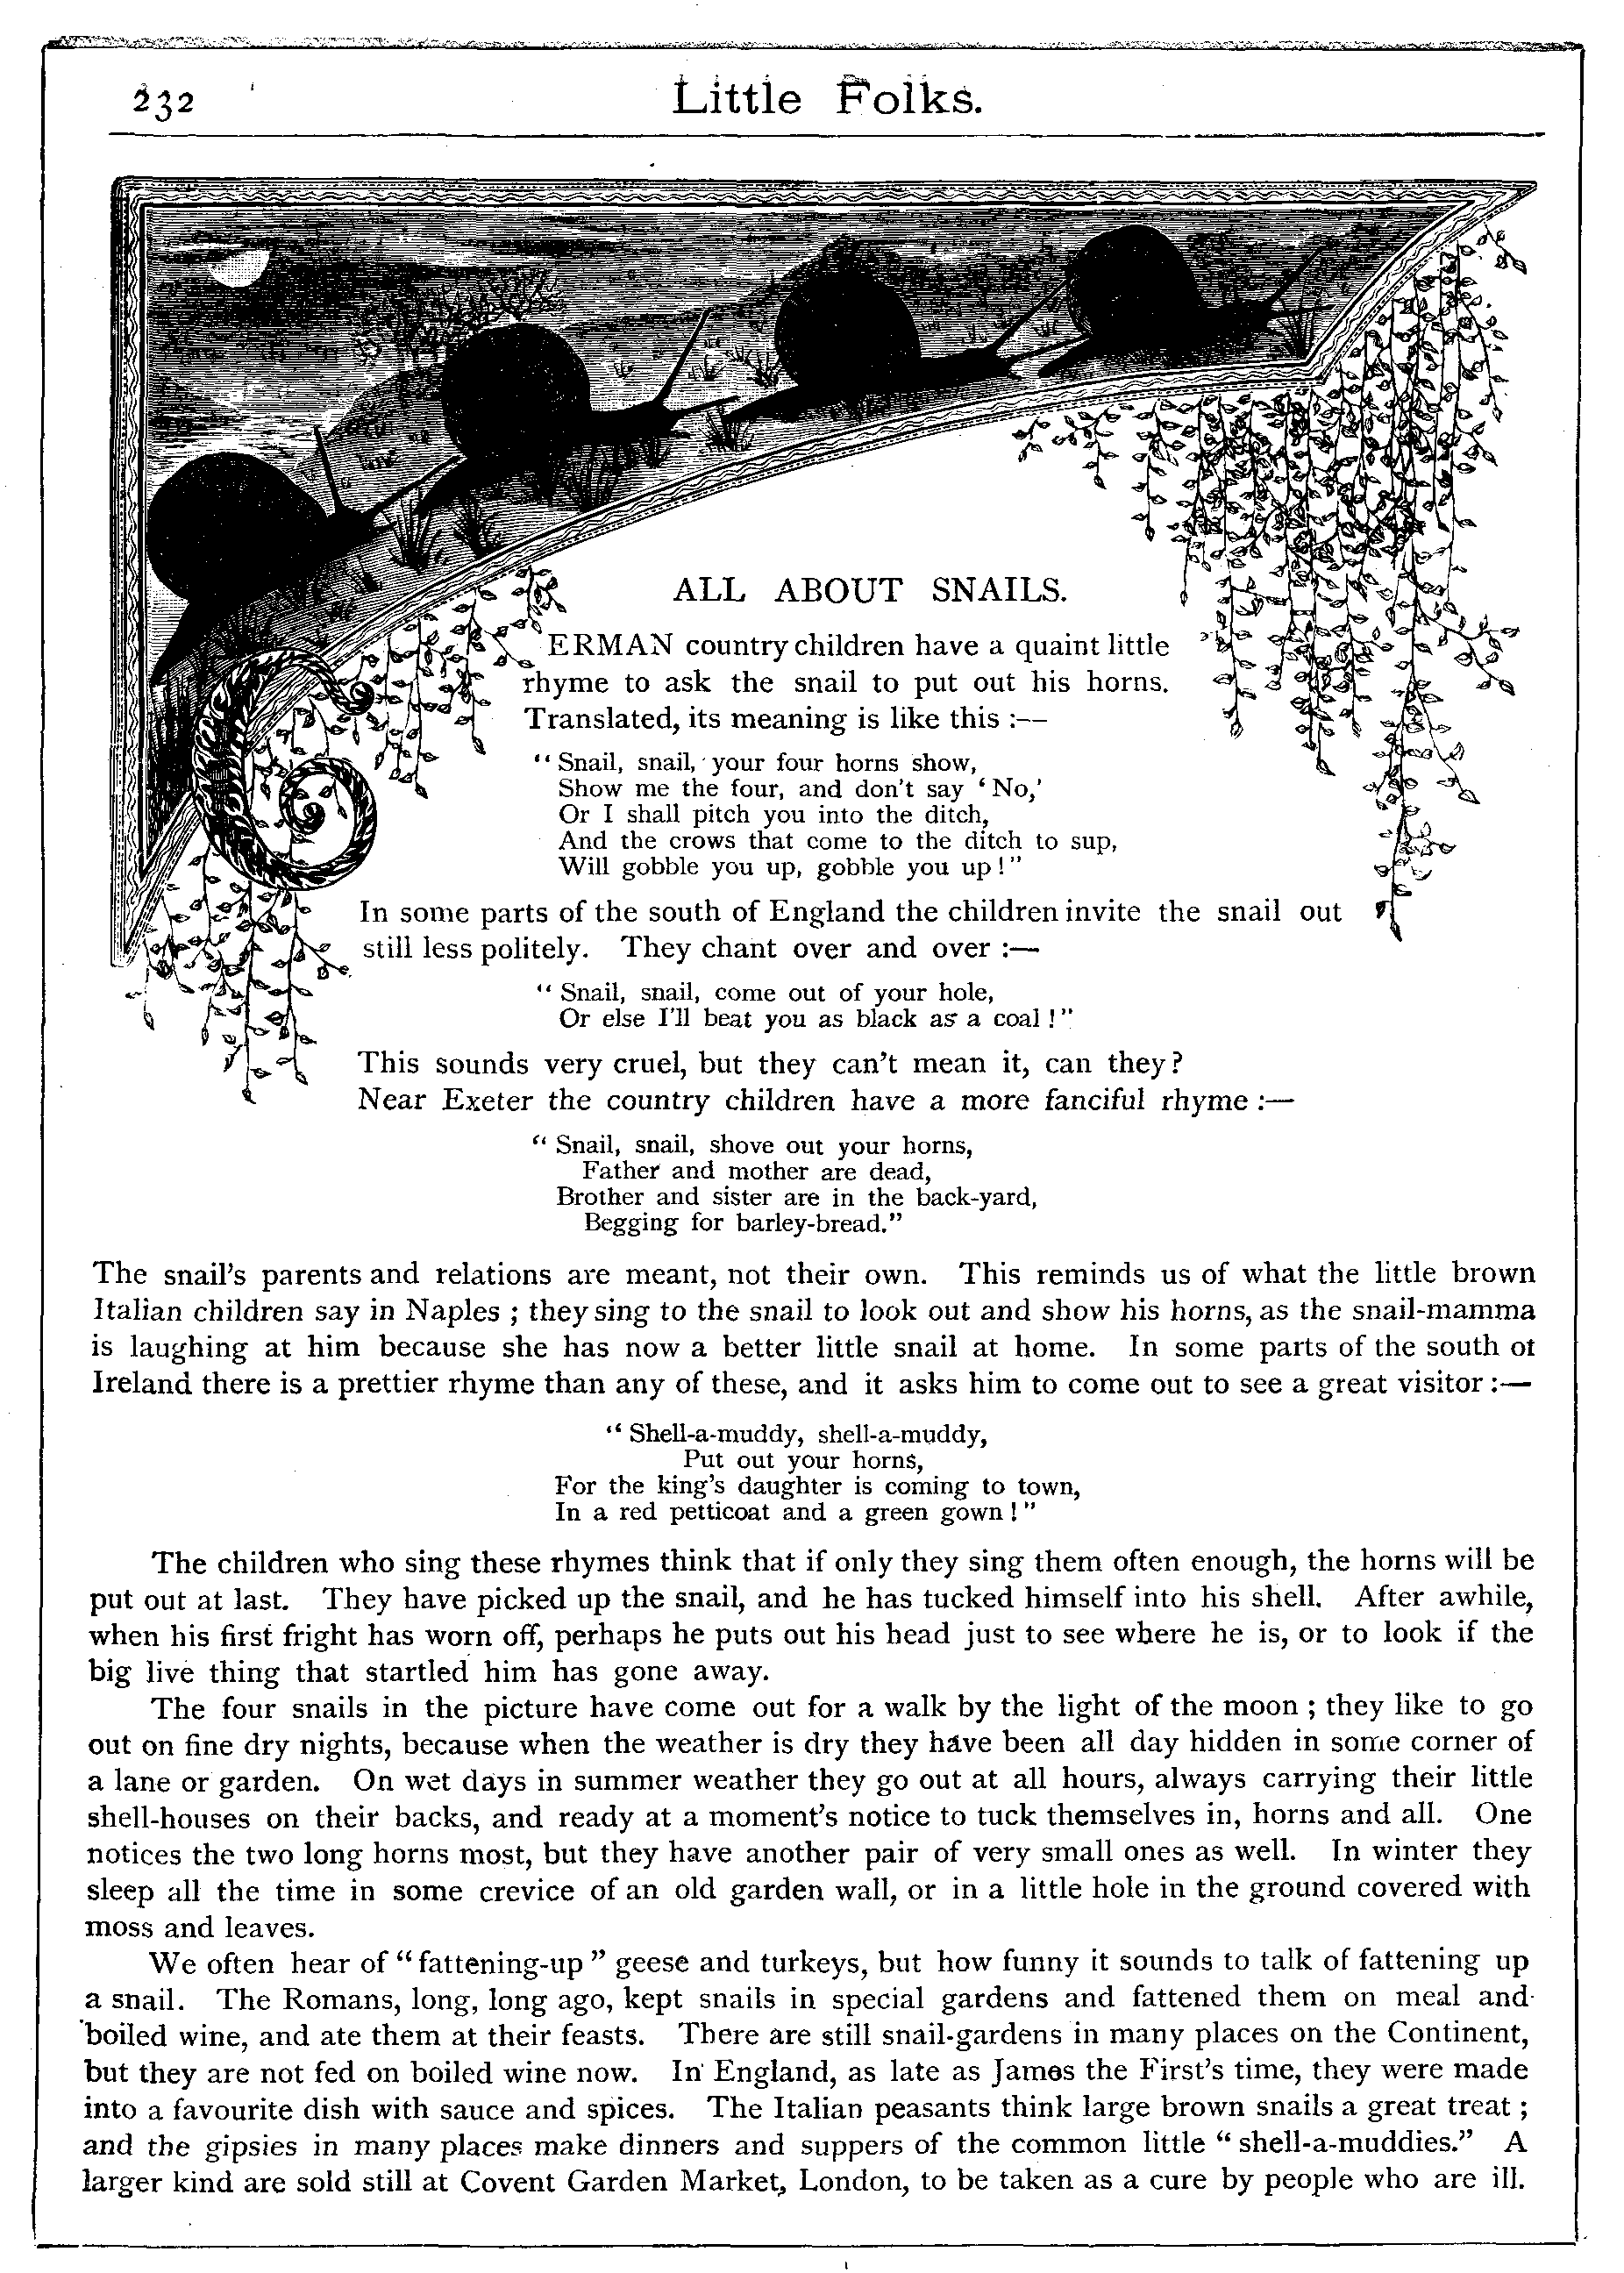 232
Little Folks.
ALL ABOUT SNAILS.
GERMAN country children have a quaint little
rhyme to ask the snail to put out his horns.
Translated, its meaning is like this :—
“ Snail, snail, your four horns show,
Show me the four, and don't say ‘ No,’
Or I shall pitch you into the ditch,
And the crows that come to the ditch to sup,
Will gobble you up, gobble you up ! ”
In some parts of the south of England the children invite the snail out
still less politely. They chant over and over :—
“ Snail, snail, come out of your hole,
Or else I'll beat you as black as a coal ! ”
This sounds very cruel, but they can't mean it, can they ?
Near Exeter the country children have a more fanciful rhyme :—
“ Snail, snail, shove out your horns,
Father and mother are dead,
Brother and sister are in the back-yard,
Begging for barley-bread.”
The snail's parents and relations are meant, not their own. This reminds us of what the little brown
Italian children say in Naples ; they sing to the snail to look out and show his horns, as the snail-mamma
is laughing at him because she has now a better little snail at home. In some parts of the south of
Ireland there is a prettier rhyme than any of these, and it asks him to come out to see a great visitor :—
“ Shell-a-muddy, shell-a-muddy,
Put out your horns,
For the king's daughter is coming to town,
In a red petticoat and a green gown ! ”
The children who sing these rhymes think that if only they sing them often enough, the horns will be
put out at last. They have picked up the snail, and he has tucked himself into his shell. After awhile,
when his first fright has worn off, perhaps he puts out his head just to see where he is, or to look if the
big live thing that startled him has gone away.
The four snails in the picture have come out for a walk by the light of the moon ; they like to go
out on fine dry nights, because when the weather is dry they have been all day hidden in some corner of
a lane or garden. On wet days in summer weather they go out at all hours, always carrying their little
shell-houses on their backs, and ready at a moment's notice to tuck themselves in, horns and all. One
notices the two long horns most, but they have another pair of very small ones as well. In winter they
sleep all the time in some crevice of an old garden wall, or in a little hole in the ground covered with
moss and leaves.
We often hear of “ fattening-up ” geese and turkeys, but how funny it sounds to talk of fattening up
a snail. The Romans, long, long ago, kept snails in special gardens and fattened them on meal and
boiled wine, and ate them at their feasts. There are still snail-gardens in many places on the Continent,
but they are not fed on boiled wine now. In England, as late as James the First's time, they were made
into a favourite dish with sauce and spices. The Italian peasants think large brown snails a great treat ;
and the gipsies in many places make dinners and suppers of the common little “ shell-a-muddies.” A
larger kind are sold still at Covent Garden Market, London, to be taken as a cure by people who are ill.